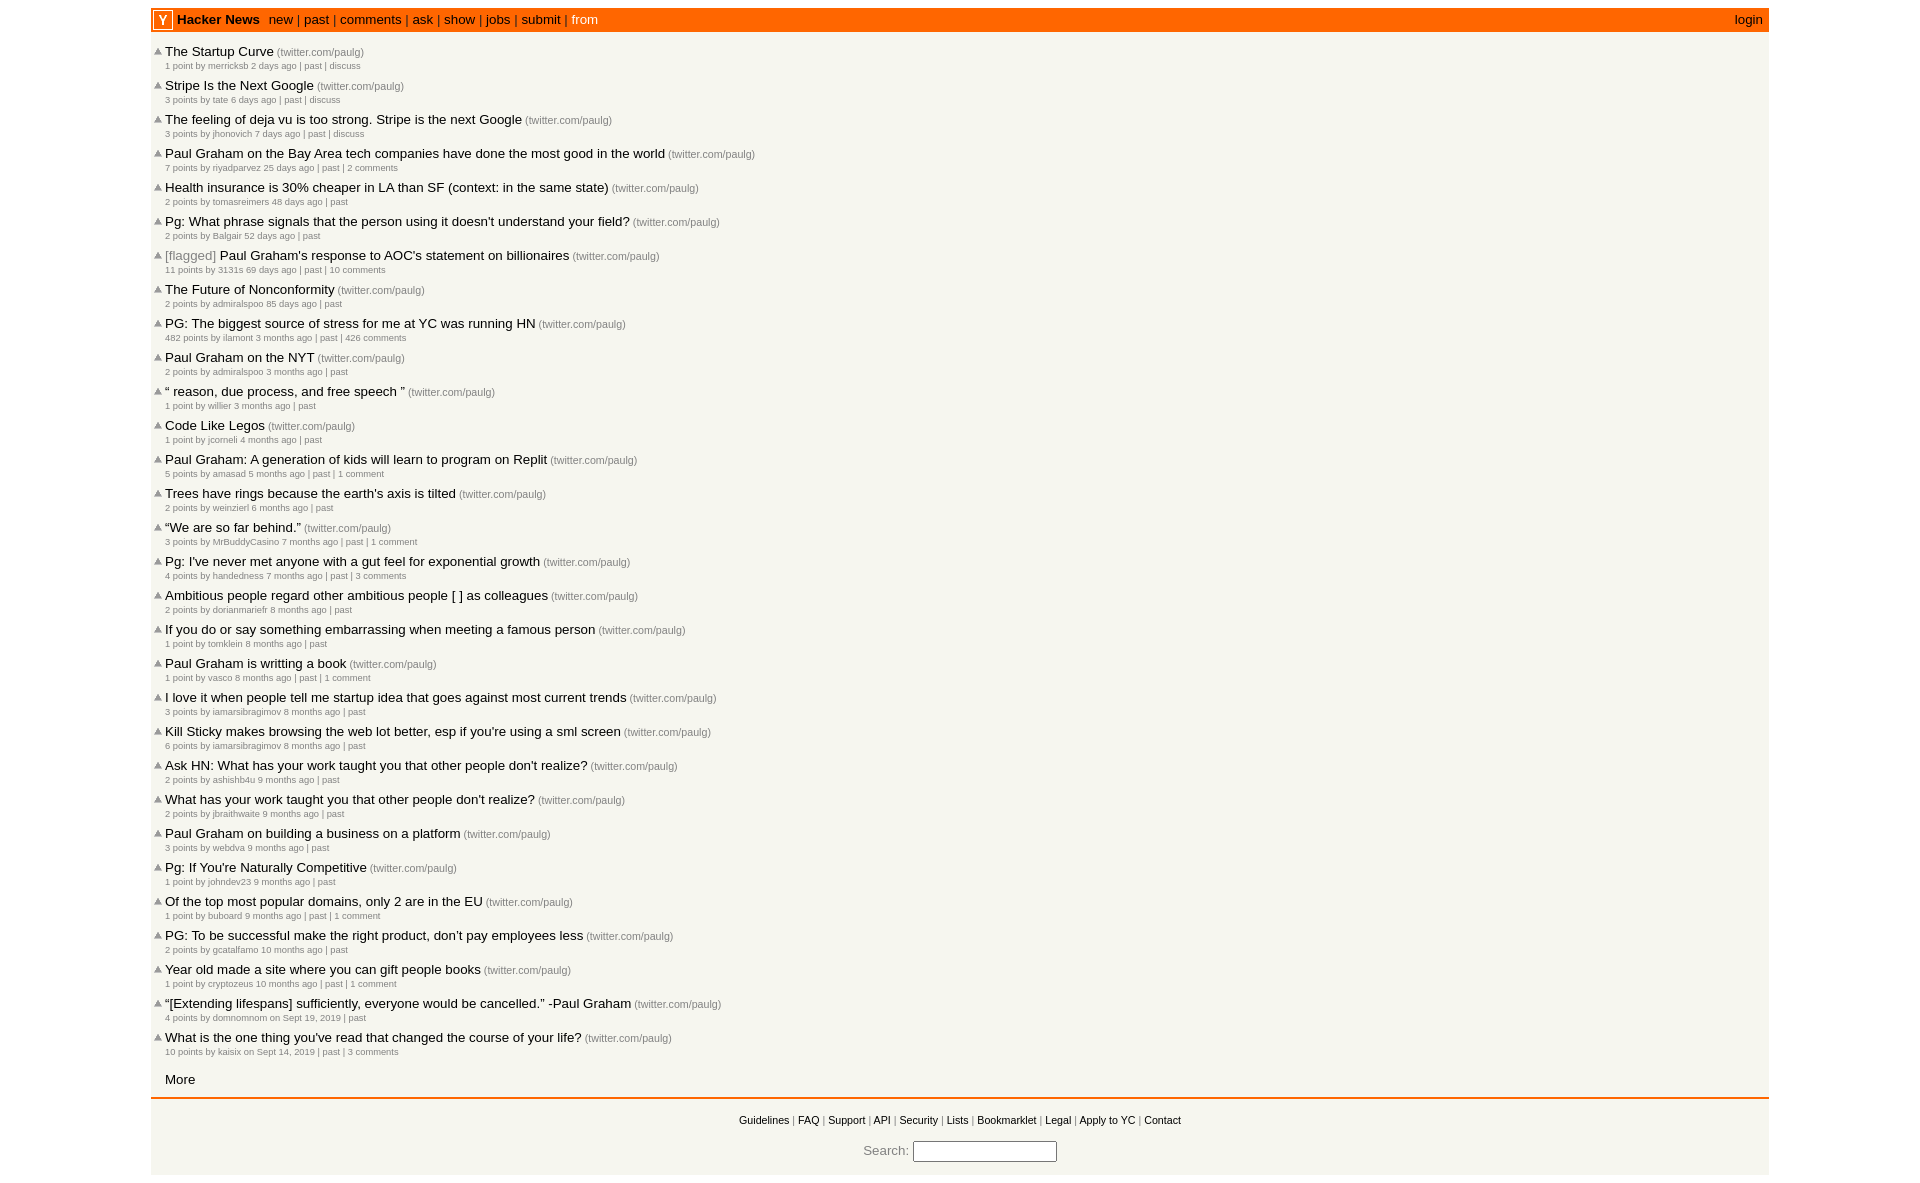 Y Hacker News new | past | comments | ask | show | jobs | submit | from login
The Startup Curve (twitter.com/paulg)
1 point by merricksb 2 days ago | past | discuss
Stripe Is the Next Google (twitter.com/paulg)
3 points by tate 6 days ago | past | discuss
The feeling of deja vu is too strong. Stripe is the next Google (twitter.com/paulg)
3 points by jhonovich 7 days ago | past | discuss
Paul Graham on the Bay Area tech companies have done the most good in the world (twitter.com/paulg)
7 points by riyadparvez 25 days ago | past | 2 comments
Health insurance is 30% cheaper in LA than SF (context: in the same state) (twitter.com/paulg)
2 points by tomasreimers 48 days ago | past
Pg: What phrase signals that the person using it doesn't understand your field? (twitter.com/paulg)
2 points by Balgair 52 days ago | past
[flagged] Paul Graham's response to AOC's statement on billionaires (twitter.com/paulg)
11 points by 3131s 69 days ago | past | 10 comments
The Future of Nonconformity (twitter.com/paulg)
2 points by admiralspoo 85 days ago | past
PG: The biggest source of stress for me at YC was running HN (twitter.com/paulg)
482 points by ilamont 3 months ago | past | 426 comments
Paul Graham on the NYT (twitter.com/paulg)
2 points by admiralspoo 3 months ago | past
“ reason, due process, and free speech ” (twitter.com/paulg)
1 point by willier 3 months ago | past
Code Like Legos (twitter.com/paulg)
1 point by jcorneli 4 months ago | past
Paul Graham: A generation of kids will learn to program on Replit (twitter.com/paulg)
5 points by amasad 5 months ago | past | 1 comment
Trees have rings because the earth's axis is tilted (twitter.com/paulg)
2 points by weinzierl 6 months ago | past
“We are so far behind.” (twitter.com/paulg)
3 points by MrBuddyCasino 7 months ago | past | 1 comment
Pg: I've never met anyone with a gut feel for exponential growth (twitter.com/paulg)
4 points by handedness 7 months ago | past | 3 comments
Ambitious people regard other ambitious people [ ] as colleagues (twitter.com/paulg)
2 points by dorianmariefr 8 months ago | past
If you do or say something embarrassing when meeting a famous person (twitter.com/paulg)
1 point by tomklein 8 months ago | past
Paul Graham is writting a book (twitter.com/paulg)
1 point by vasco 8 months ago | past | 1 comment
I love it when people tell me startup idea that goes against most current trends (twitter.com/paulg)
3 points by iamarsibragimov 8 months ago | past
Kill Sticky makes browsing the web lot better, esp if you're using a sml screen (twitter.com/paulg)
6 points by iamarsibragimov 8 months ago | past
Ask HN: What has your work taught you that other people don't realize? (twitter.com/paulg)
2 points by ashishb4u 9 months ago | past
What has your work taught you that other people don't realize? (twitter.com/paulg)
2 points by jbraithwaite 9 months ago | past
Paul Graham on building a business on a platform (twitter.com/paulg)
3 points by webdva 9 months ago | past
Pg: If You're Naturally Competitive (twitter.com/paulg)
1 point by johndev23 9 months ago | past
Of the top most popular domains, only 2 are in the EU (twitter.com/paulg)
1 point by buboard 9 months ago | past | 1 comment
PG: To be successful make the right product, don’t pay employees less (twitter.com/paulg)
2 points by gcatalfamo 10 months ago | past
Year old made a site where you can gift people books (twitter.com/paulg)
1 point by cryptozeus 10 months ago | past | 1 comment
“[Extending lifespans] sufficiently, everyone would be cancelled.” -Paul Graham (twitter.com/paulg)
4 points by domnomnom on Sept 19, 2019 | past
What is the one thing you've read that changed the course of your life? (twitter.com/paulg)
10 points by kaisix on Sept 14, 2019 | past | 3 comments
More
Guidelines | FAQ | Support | API | Security | Lists | Bookmarklet | Legal | Apply to YC | Contact
Search: